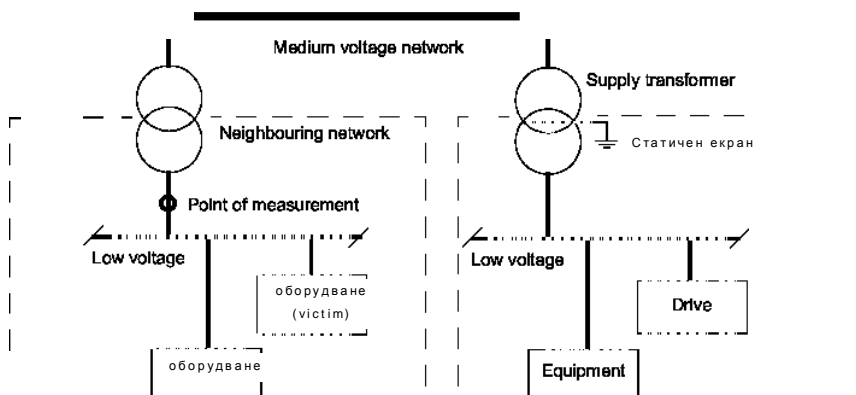 Medium voltage network
Supply transformer
Neighbouring network
Статичен екран
Point of measurement
Low voltage
Low voltage
оборудване
(victim)
Drive
оборудване
Equipment